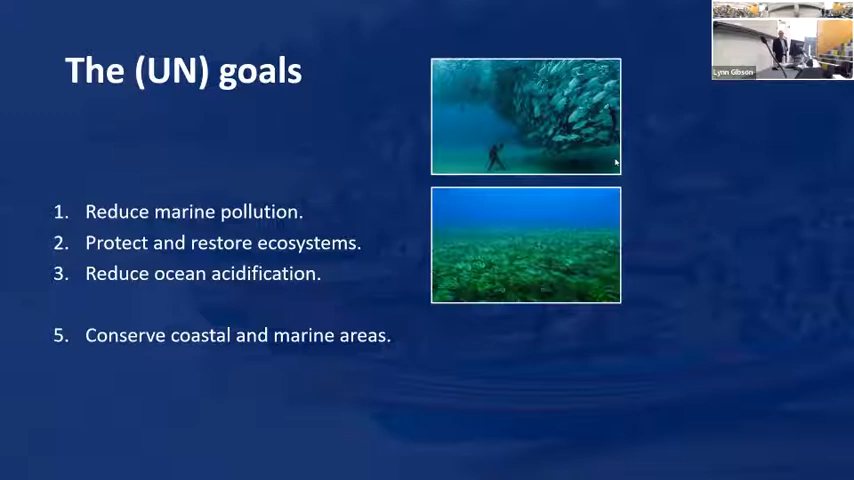 The (UN) goals
1. Reduce marine pollution.
2. Protect and restore ecosystems.
3. Reduce ocean acidification.
5. Conserve coastal and marine areas.
Lynn Gibson